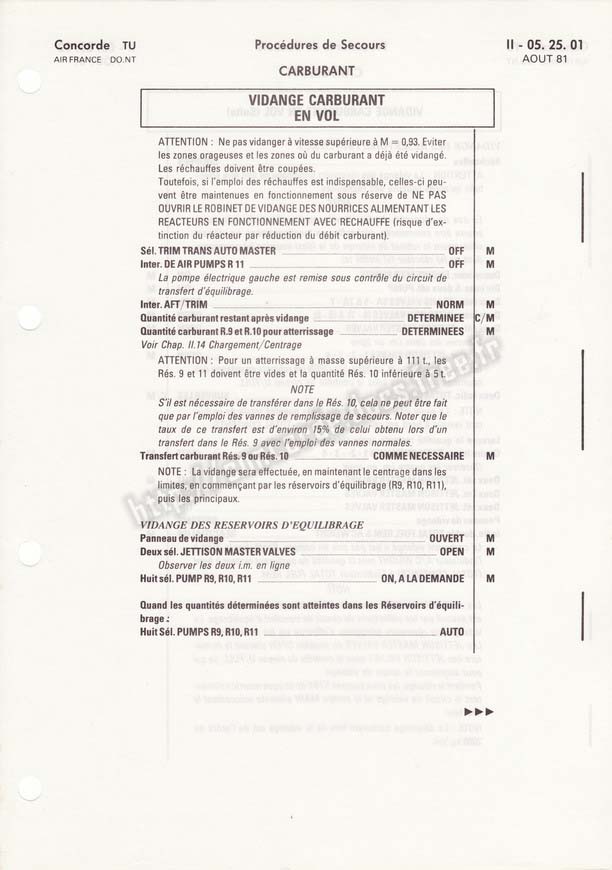 Concorde TU
Procédures de Secours
II - 05. 25. 01
AIR FRANCE DO.NT
AOUT 81
CARBURANT
VIDANGE CARBURANT
EN VOL
ATTENTION : Ne pas vidanger à vitesse supérieure à M = 0,93. Eviter
les zones orageuses et les zones où du carburant a déjà été vidangé.
Les réchauffes doivent être coupées.
Toutefois, si l'emploi des réchauffes est indispensable, celles-ci peu-
vent être maintenues en fonctionnement sous réserve de NE PAS
OUVRIR LE ROBINET DE VIDANGE DES NOURRICES ALIMENTANT LES
REACTEURS EN FONCTIONNEMENT AVEC RECHAUFFE (risque d'ex-
tinction du réacteur par réduction du débit carburant).
Sél. TRIM TRANS AUTO MASTER OFF M
Inter. DE AIR PUMPS R 11 OFF M
La pompe électrique gauche est remise sous contrôle du circuit de
transfert d'équilibrage.
Inter. AFT/TRIM NORM M
Quantité carburant restant après vidange DETERMINEE C/M
Quantité carburant R.9 et R.10 pour atterrissage DETERMINEES M
Voir Chap. II.14 Chargement/Centrage
ATTENTION : Pour un atterrissage à masse supérieure à 111 t., les
Rés. 9 et 11 doivent être vides et la quantité Rés. 10 inférieure à 5 t.
NOTE
S'il est nécessaire de transférer dans le Rés. 10, cela ne peut être fait
que par l'emploi des vannes de remplissage de secours. Noter que le
taux de ce transfert est d'environ 15% de celui obtenu lors d'un
transfert dans le Rés. 9 avec l'emploi des vannes normales.
Transfert carburant Rés. 9 ou Rés. 10 COMME NECESSAIRE M
NOTE : La vidange sera effectuée, en maintenant le centrage dans les
limites, en commençant par les réservoirs d'équilibrage (R9, R10, R11),
puis les principaux.
VIDANGE DES RESERVOIRS D'EQUILIBRAGE
Panneau de vidange OUVERT M
Deux sél. JETTISON MASTER VALVES OPEN M
Observer les deux i.m. en ligne
Huit sél. PUMP R9, R10, R11 ON, A LA DEMANDE M
Quand les quantités déterminées sont atteintes dans les Réservoirs d'équili-
brage :
Huit Sél. PUMPS R9, R10, R11 AUTO